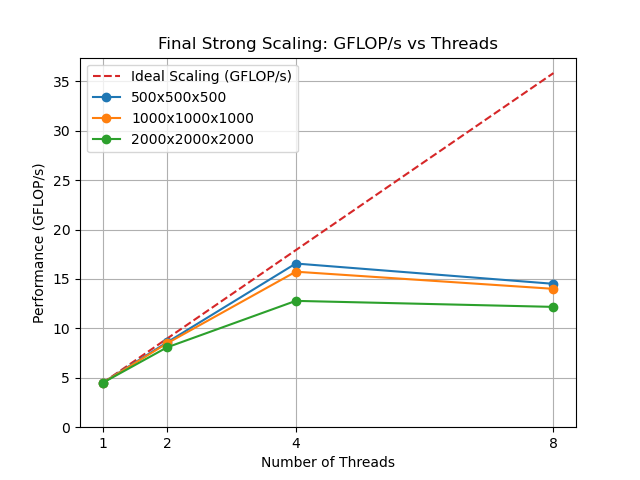 Final Strong Scaling: GFLOP/s vs Threads
Ideal Scaling (GFLOP/s)
500x500x500
1000x1000x1000
2000x2000x2000
Performance (GFLOP/s)
35
30
25
20
15
10
5
0
1 2 4 8
Number of Threads